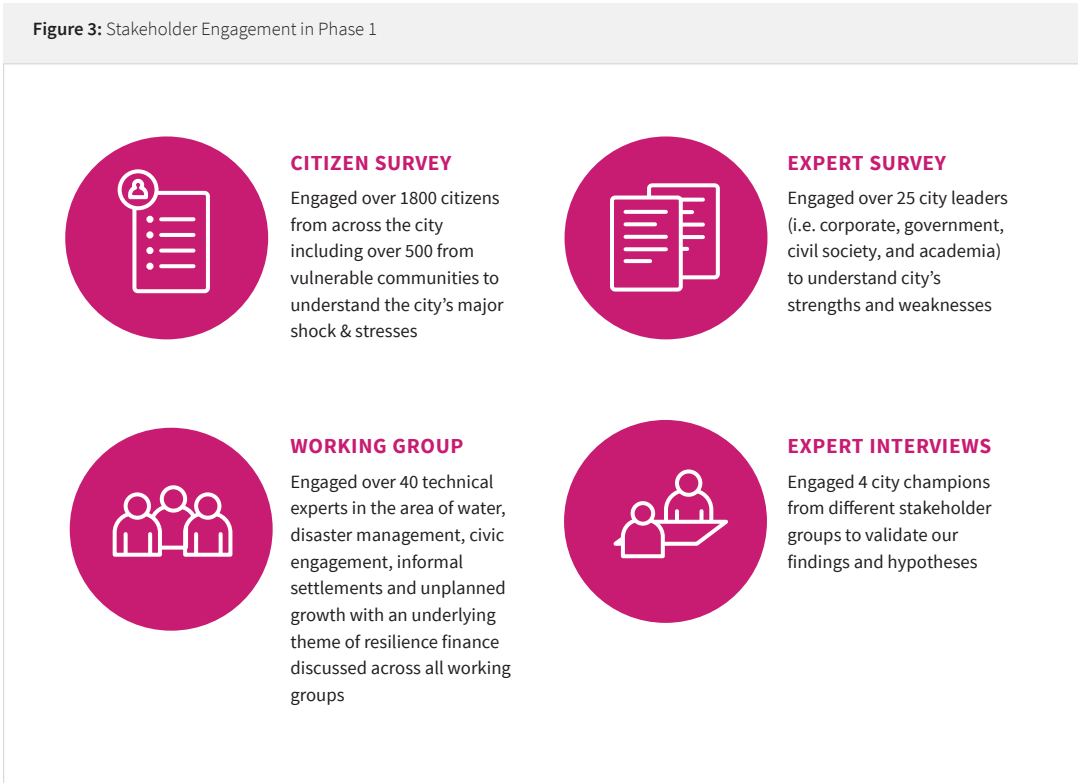 Figure 3: Stakeholder Engagement in Phase 1
CITIZEN SURVEY
Engaged over 1800 citizens
from across the city
including over 500 from
vulnerable communities to
understand the city’s major
shock & stresses
EXPERT SURVEY
Engaged over 25 city leaders
(i.e. corporate, government,
civil society, and academia)
to understand city’s
strengths and weaknesses
WORKING GROUP
Engaged over 40 technical
experts in the area of water,
disaster management, civic
engagement, informal
settlements and unplanned
growth with an underlying
theme of resilience finance
discussed across all working
groups
EXPERT INTERVIEWS
Engaged 4 city champions
from different stakeholder
groups to validate our
findings and hypotheses